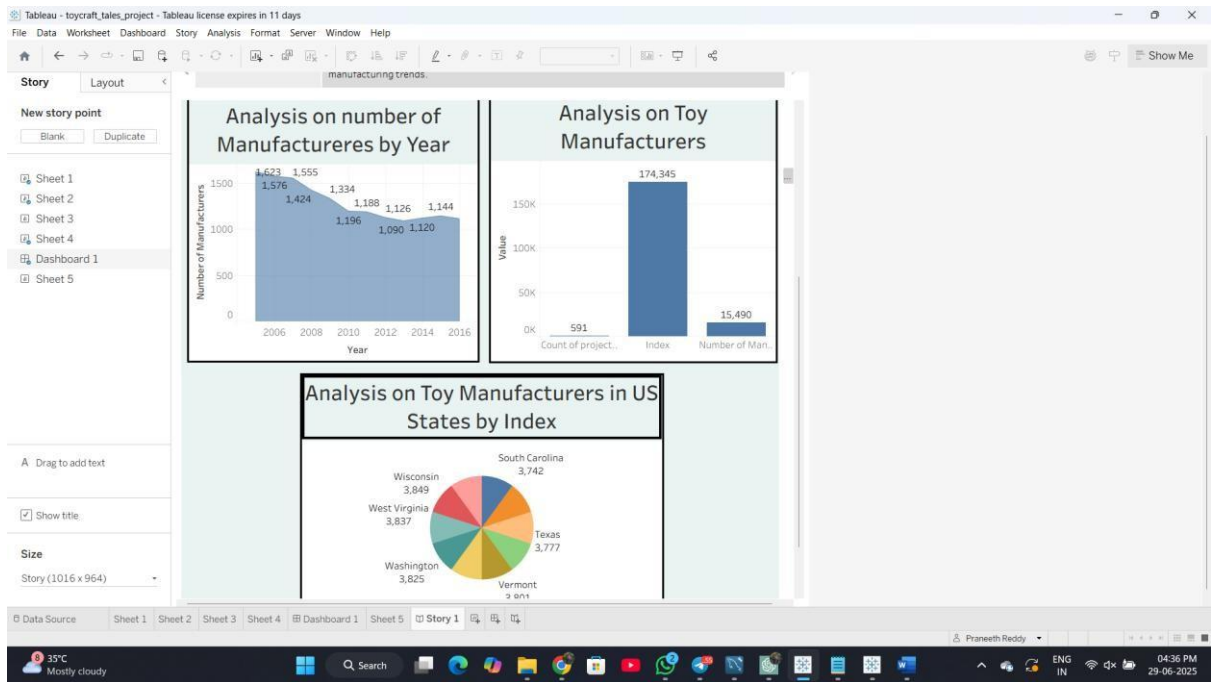 Tableau - toycraft_tales_project - Tableau license expires in 11 days
File Data Worksheet Dashboard Story Analysis Format Server Window Help
Show Me
Story Layout
New story point
Blank Duplicate
Sheet 1
Sheet 2
Sheet 3
Sheet 4
Dashboard 1
Sheet 5
A Drag to add text
Show title
Size
Story (1016 x 964)
manufacturing trends.
Analysis on number of
Manufactureres by Year
1,623 1,555
1,576
1,424
1,334
1,188 1,126 1,144
1,196
1,090 1,120
1500
1000
500
0
Number of Manufacturers
2006 2008 2010 2012 2014 2016
Year
Analysis on Toy
Manufacturers
174,345
150K
100K
50K
0K
Value
591
15,490
Count of project.. Index Number of Man..
Analysis on Toy Manufacturers in US
States by Index
South Carolina
3,742
Wisconsin
3,849
West Virginia
3,837
Texas
3,777
Washington
3,825
Vermont
3,801
Data Source Sheet 1 Sheet 2 Sheet 3 Sheet 4 Dashboard 1 Sheet 5 Story 1
Praneeth Reddy
8
35°C
Mostly cloudy
Search
2
ENG
IN
04:36 PM
29-06-2025